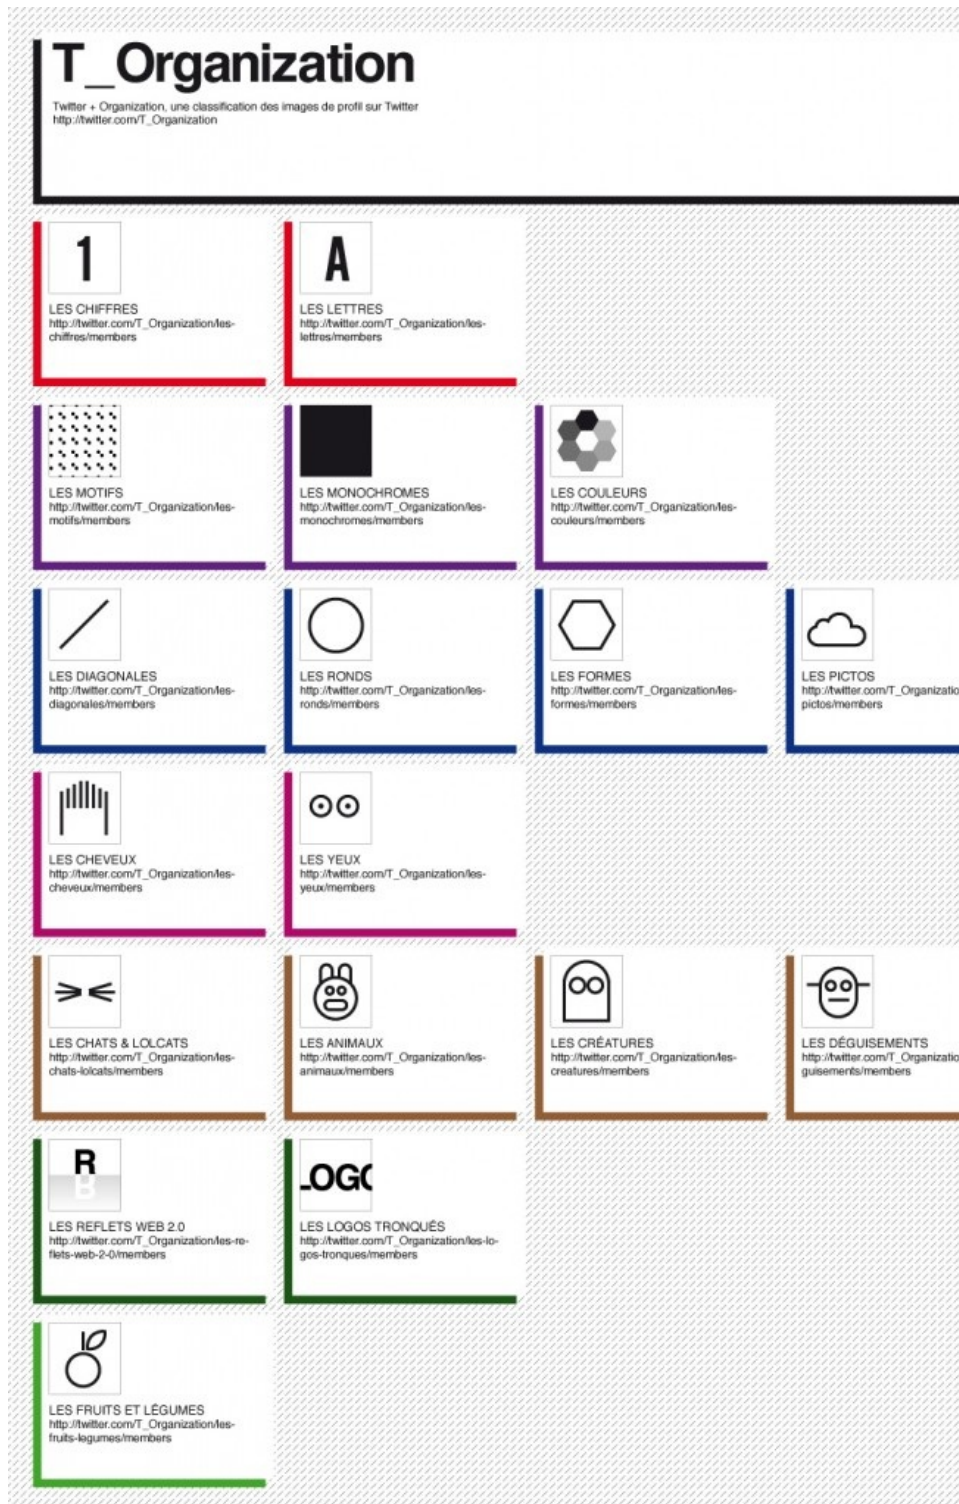 T_Organization
Twitter + Organization, une classification des images de profil sur Twitter
http://twitter.com/T_Organization
1
LES CHIFFRES
http://twitter.com/T_Organization/les-
chiffres/members
A
LES LETTRES
http://twitter.com/T_Organization/les-
lettres/members
LES MOTIFS
http://twitter.com/T_Organization/les-
motifs/members
LES MONOCHROMES
http://twitter.com/T_Organization/les-
monochromes/members
LES COULEURS
http://twitter.com/T_Organization/les-
couleurs/members
LES DIAGONALES
http://twitter.com/T_Organization/les-
diagonales/members
LES RONDS
http://twitter.com/T_Organization/les-
ronds/members
LES FORMES
http://twitter.com/T_Organization/les-
formes/members
LES PICTOS
http://twitter.com/T_Organizatio
pictos/members
LES CHEVEUX
http://twitter.com/T_Organization/les-
cheveux/members
LES YEUX
http://twitter.com/T_Organization/les-
yeux/members
LES CHATS & LOLCATS
http://twitter.com/T_Organization/les-
chats-lolcats/members
LES ANIMAUX
http://twitter.com/T_Organization/les-
animaux/members
LES CRÉATURES
http://twitter.com/T_Organization/les-
creatures/members
LES DÉGUISEMENTS
http://twitter.com/T_Organizatio
guisements/members
R
LES REFLETS WEB 2.0
http://twitter.com/T_Organization/les-re-
flets-web-2-0/members
LOGO
LES LOGOS TRONQUÉS
http://twitter.com/T_Organization/les-lo-
gos-tronques/members
LES FRUITS ET LÉGUMES
http://twitter.com/T_Organization/les-
fruits-legumes/members